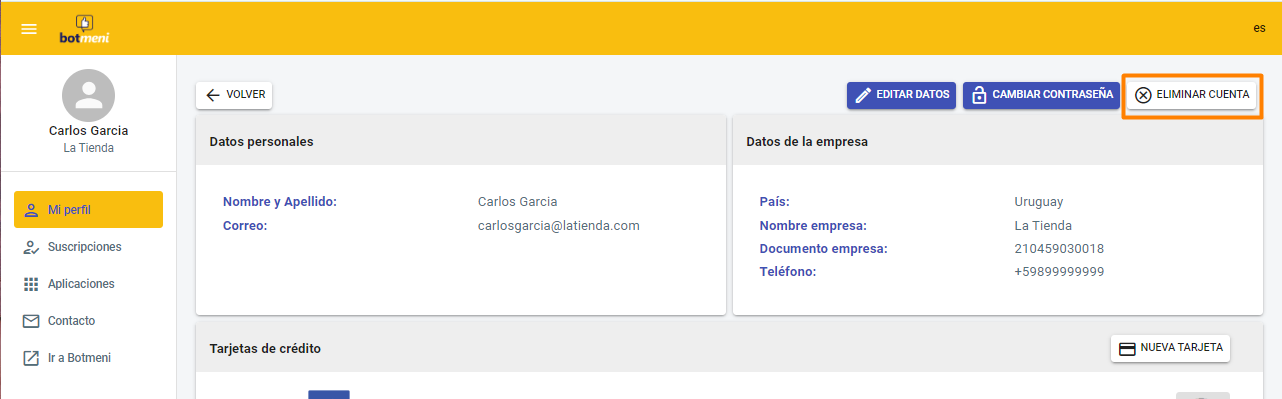 botmeni
es
Carlos Garcia
La Tienda
Mi perfil
Suscripciones
Aplicaciones
Contacto
Ir a Botmeni
VOLVER
EDITAR DATOS
CAMBIAR CONTRASEÑA
ELIMINAR CUENTA
Datos personales
Nombre y Apellido: Carlos Garcia
Correo: carlosgarcia@latienda.com
Datos de la empresa
País: Uruguay
Nombre empresa: La Tienda
Documento empresa: 210459030018
Teléfono: +59899999999
Tarjetas de crédito
NUEVA TARJETA